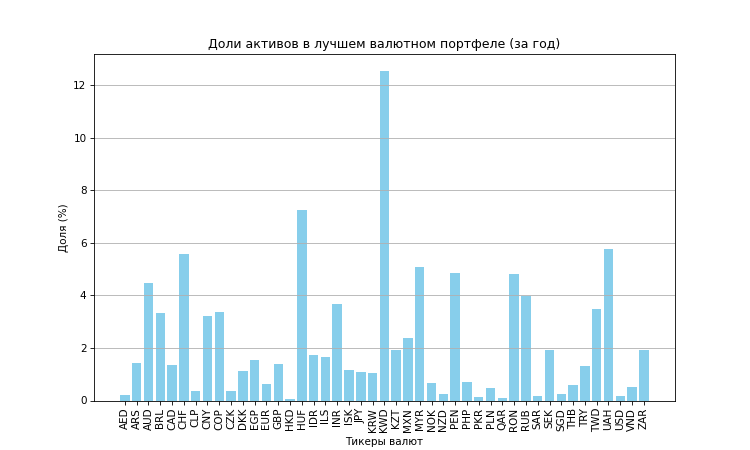 Доли активов в лучшем валютном портфеле (за год)
Доля (%)
12
10
8
6
4
2
0
AED ARS AUD BRL CAD CHF CLP CNY COP CZK DKK EGP EUR GBP HKD HUF IDR ILS INR ISK JPY KRW KWD KZT MXN MYR NOK NZD PEN PHP PKR PLN QAR RON RUB SAR SEK SGD THB TRY TWD UAH USD VND ZAR
Тикеры валют